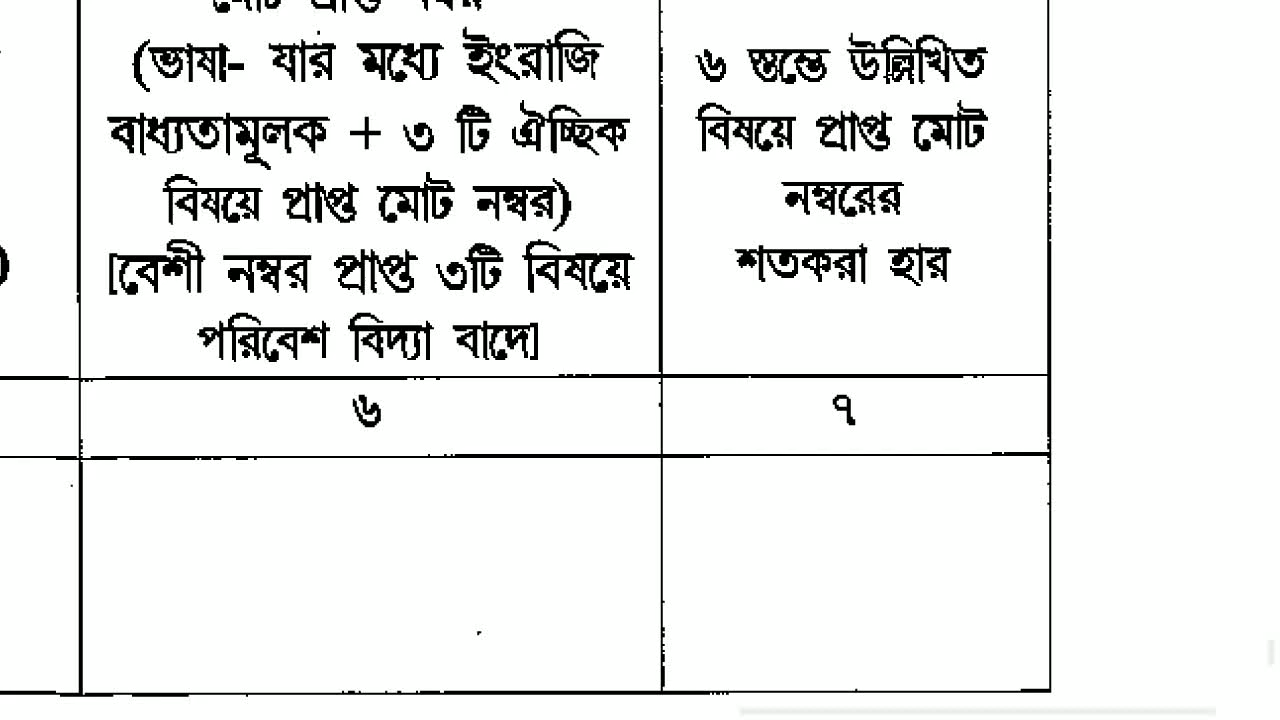 (ভাষা- যার মধ্যে ইংরাজি
বাধ্যতামূলক + ৩ টি ঐচ্ছিক
বিষয়ে প্রাপ্ত মোট নম্বর)
[বেশী নম্বর প্রাপ্ত ৩টি বিষয়ে
পরিবেশ বিদ্যা বাদে]
৬ স্তম্ভে উল্লিখিত
বিষয়ে প্রাপ্ত মোট
নম্বরের
শতকরা হার
৬
৭